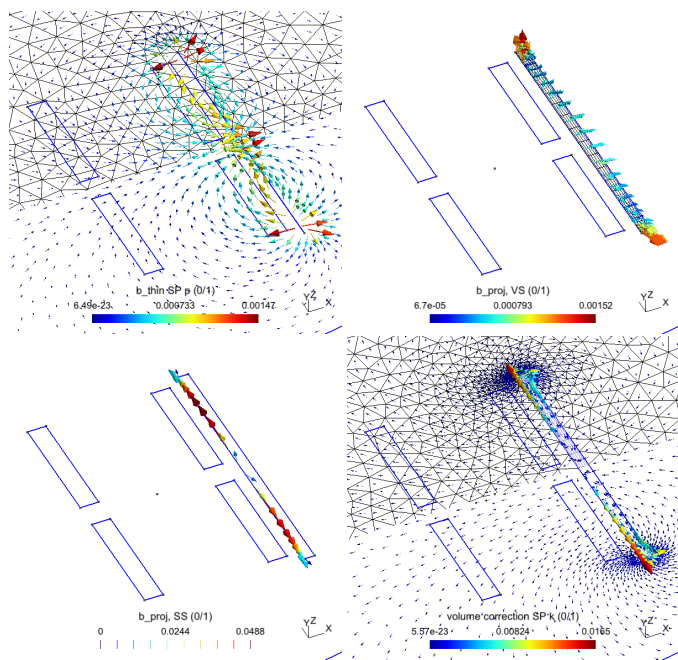 b_thin SP p (0/1)
6.49e-23 0.000733 0.00147
Y Z X
b_proj, VS (0/1)
6.7e-05 0.000793 0.00152
Y Z X
b_proj, SS (0/1)
0 0.0244 0.0488
Y Z X
volume correction SP k (0/1)
5.57e-23 0.00824 0.0165
Y Z X